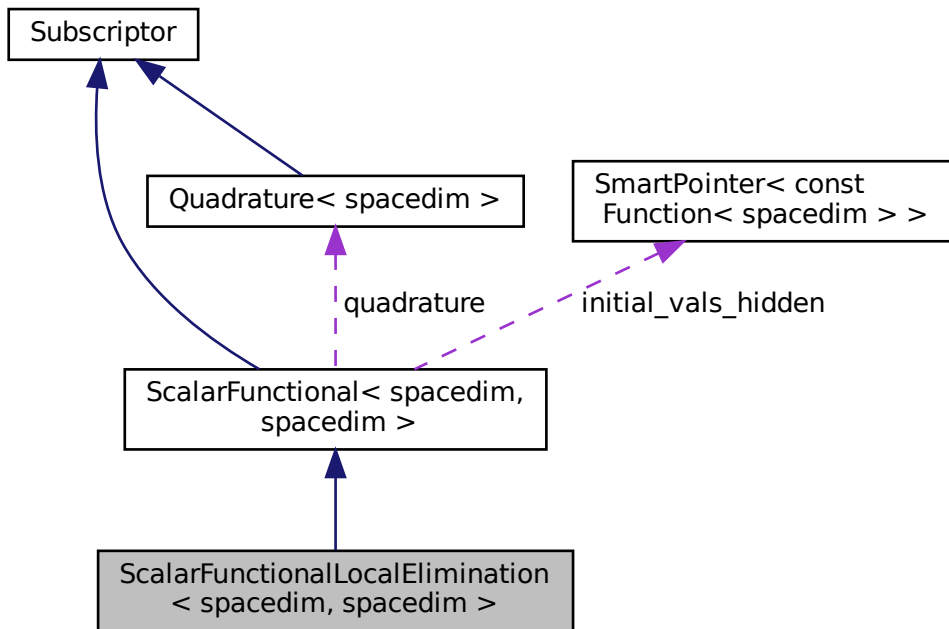 Subscriptor
Quadrature< spacedim >
SmartPointer< const
Function< spacedim > >
quadrature
initial_vals_hidden
ScalarFunctional< spacedim,
spacedim >
ScalarFunctionalLocalElimination
< spacedim, spacedim >